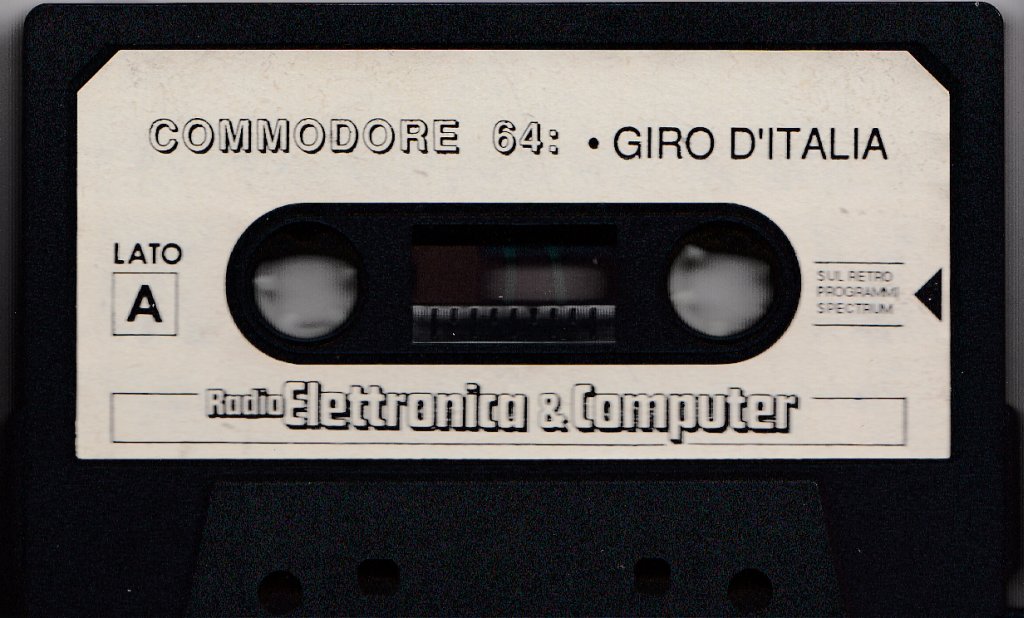 COMMODORE 64: • GIRO D'ITALIA
LATO
A
SUL RETRO
PROGRAMMI
SPECTRUM
Radio Elettronica & Computer